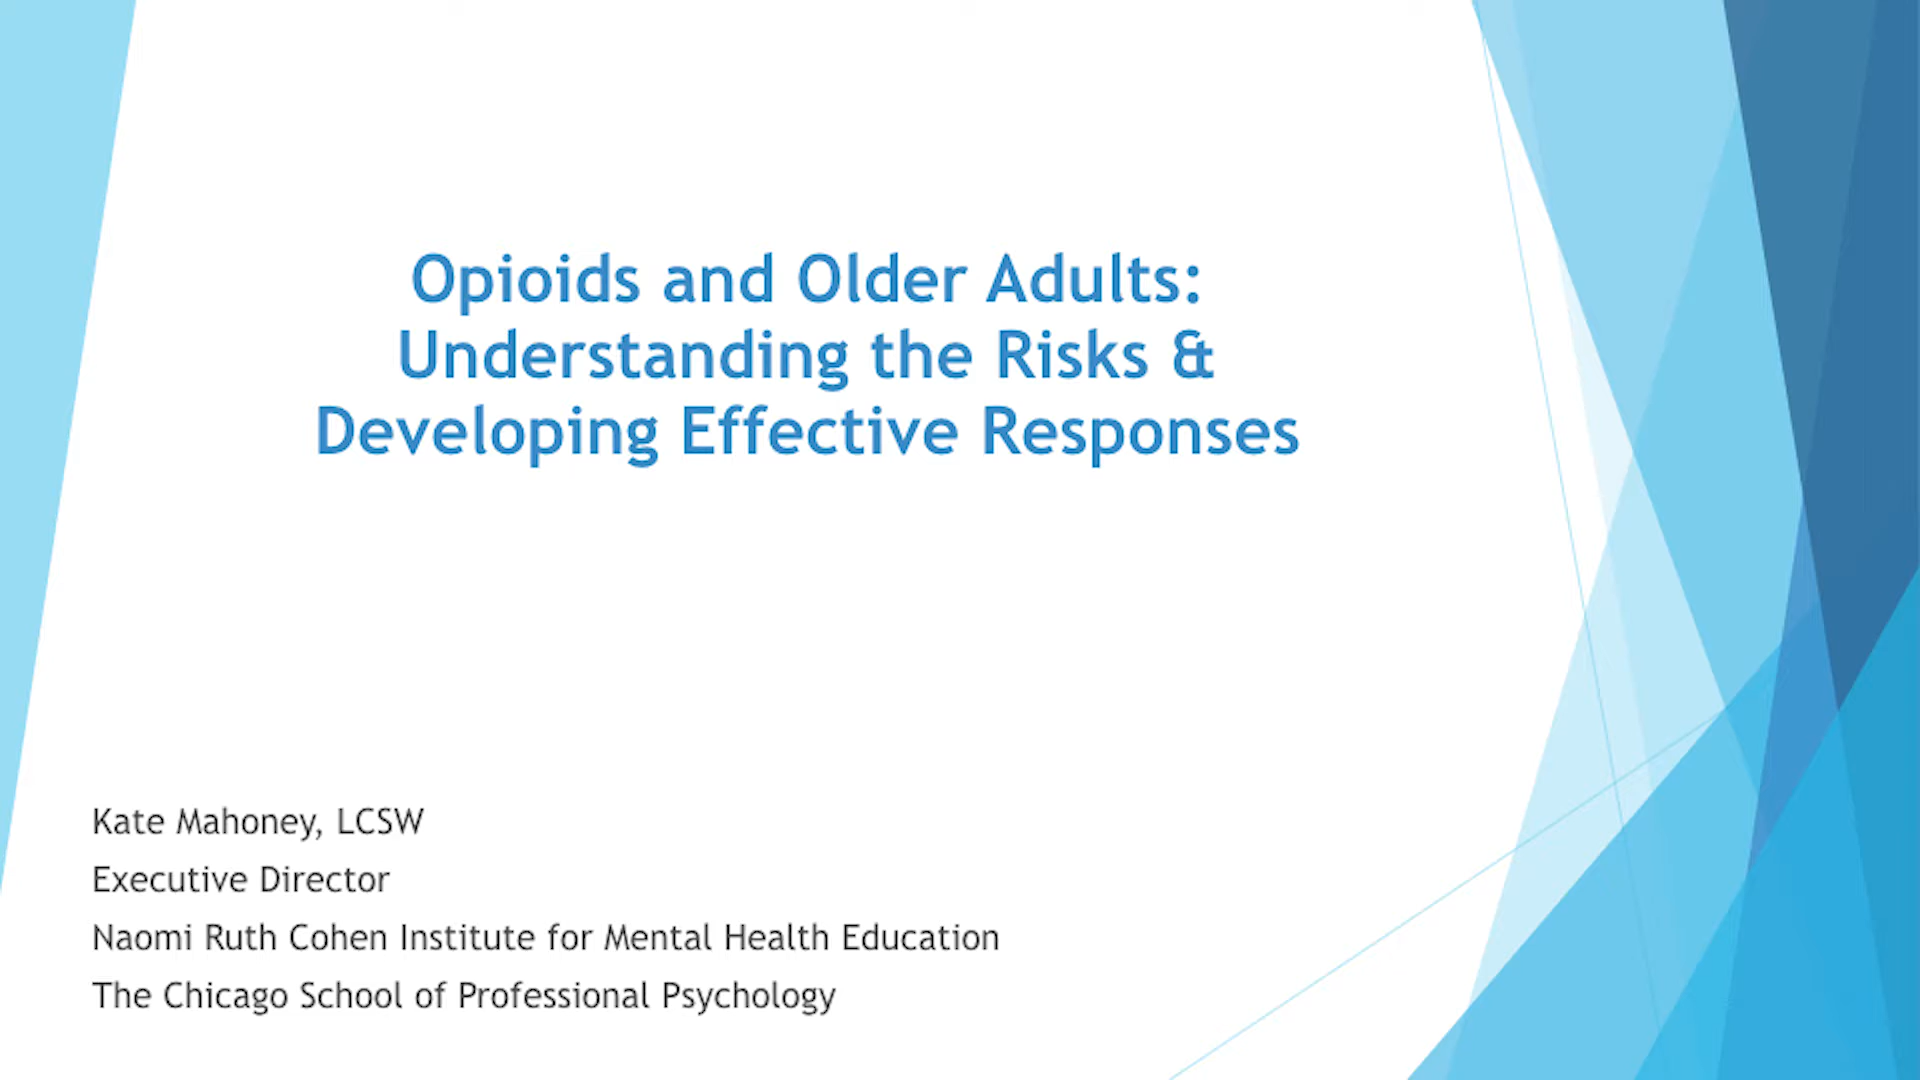 Opioids and Older Adults:
Understanding the Risks &
Developing Effective Responses
Kate Mahoney, LCSW
Executive Director
Naomi Ruth Cohen Institute for Mental Health Education
The Chicago School of Professional Psychology